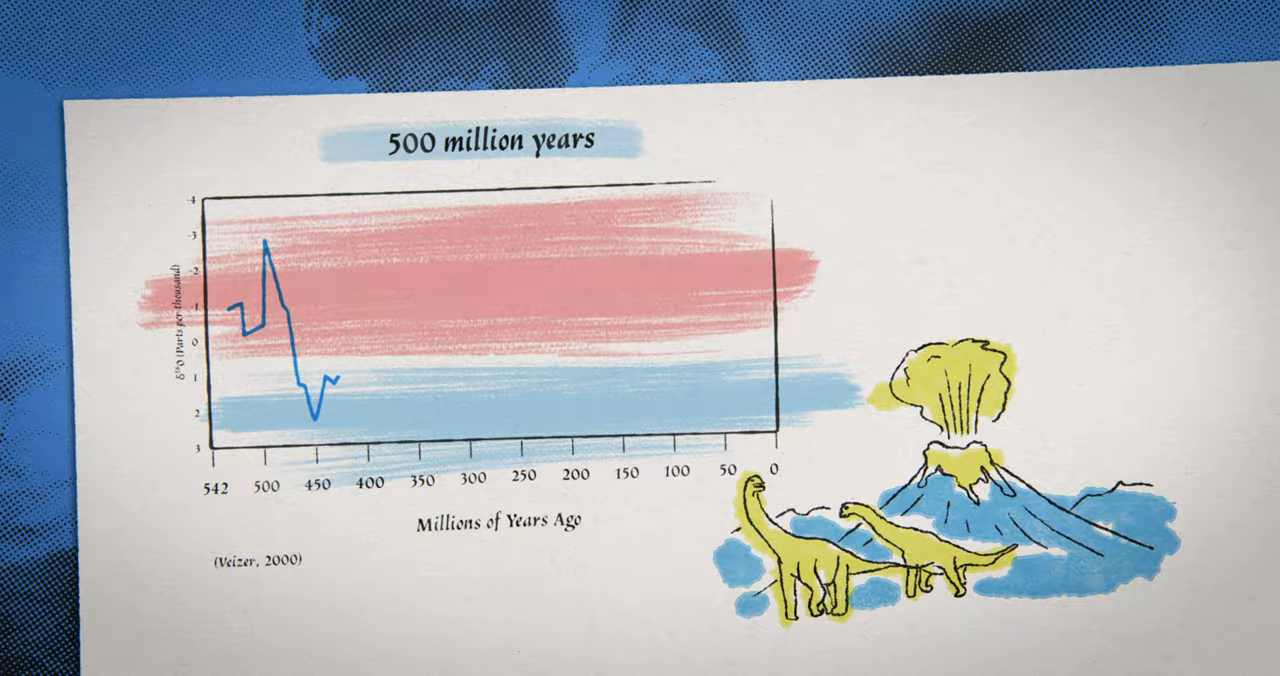 500 million years
4
-3
-2
-1
0
1
2
3
δ¹⁸O (Parts per thousand)
542 500 450 400 350 300 250 200 150 100 50 0
Millions of Years Ago
(Veizer, 2000)